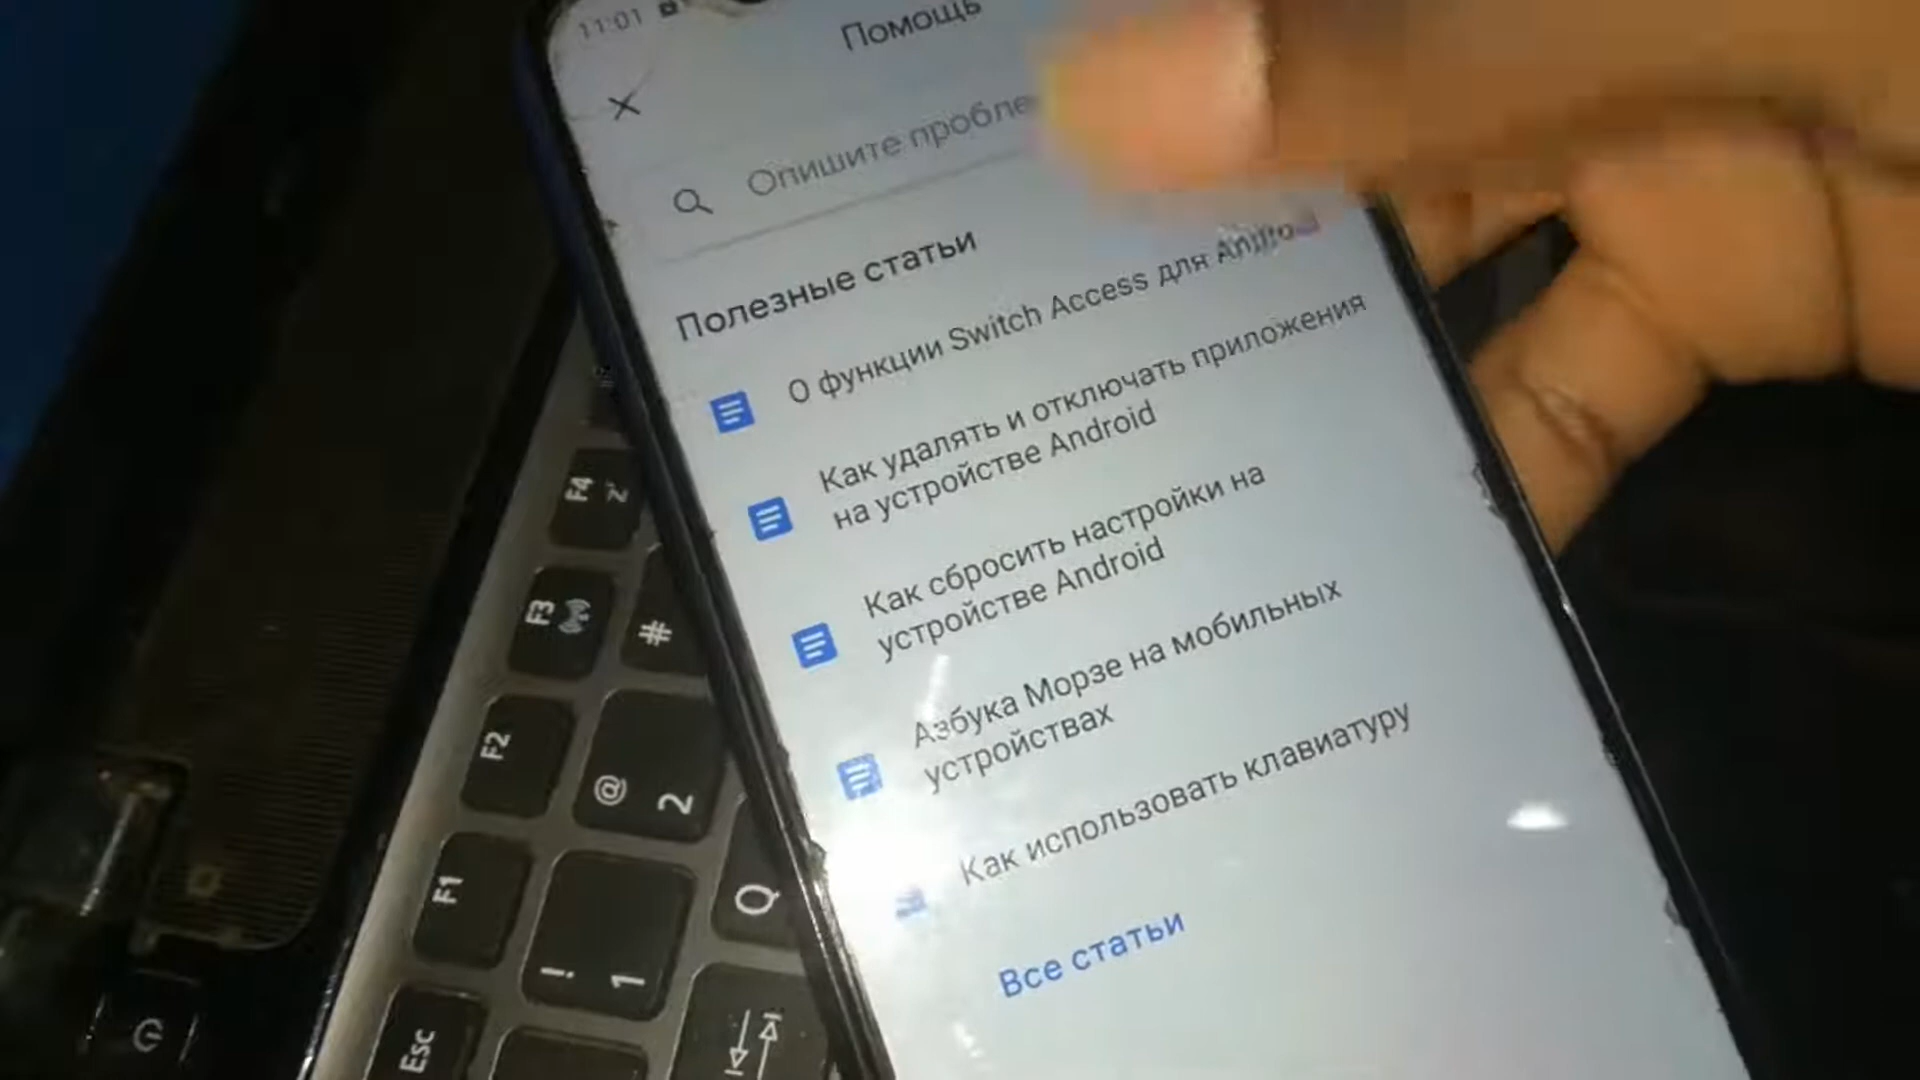 11:01
Помощь
Опишите
Полезные статьи
О функции Switch Access для Android
Как удалять и отключать приложения
на устройстве Android
Как сбросить настройки на
устройстве Android
Азбука Морзе на мобильных
устройствах
Как использовать клавиатуру
Все статьи
F4
z
F3
#
F2
@
2
F1
!
1
Q
Esc